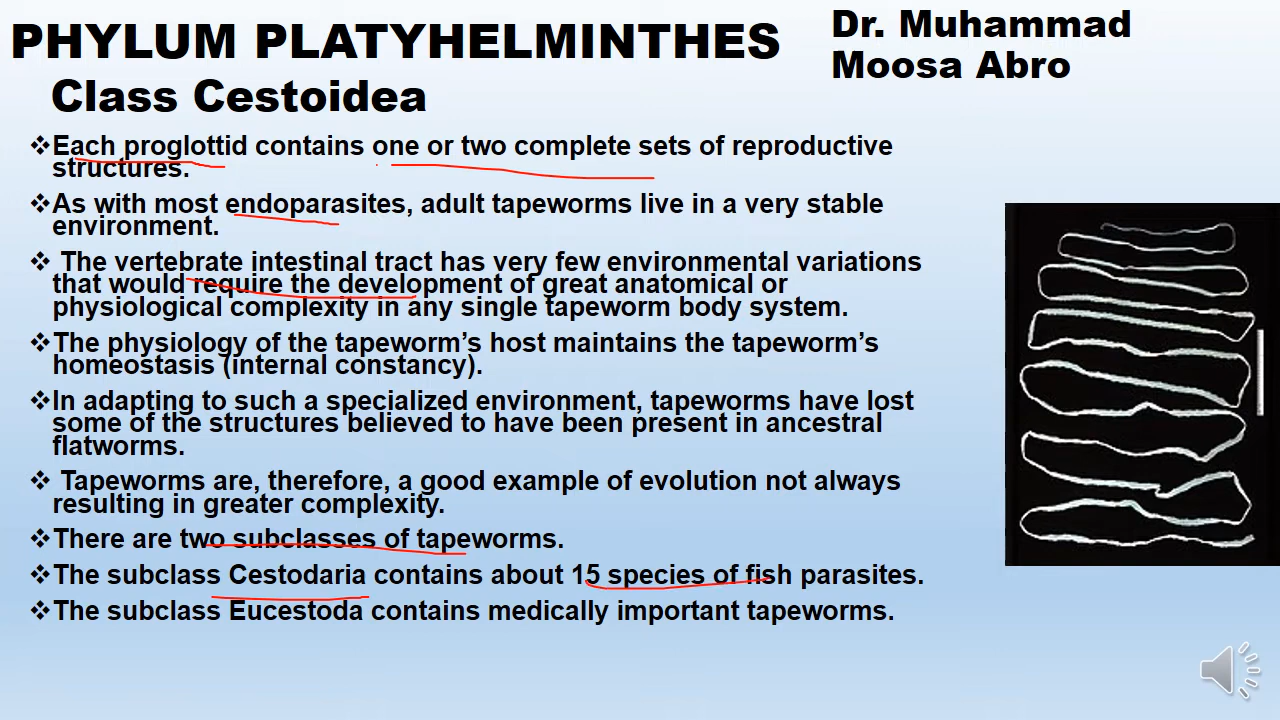 PHYLUM PLATYHELMINTHES
Class Cestoidea
Dr. Muhammad
Moosa Abro
❖Each proglottid contains one or two complete sets of reproductive
structures.
❖As with most endoparasites, adult tapeworms live in a very stable
environment.
❖ The vertebrate intestinal tract has very few environmental variations
that would require the development of great anatomical or
physiological complexity in any single tapeworm body system.
❖The physiology of the tapeworm’s host maintains the tapeworm’s
homeostasis (internal constancy).
❖In adapting to such a specialized environment, tapeworms have lost
some of the structures believed to have been present in ancestral
flatworms.
❖ Tapeworms are, therefore, a good example of evolution not always
resulting in greater complexity.
❖There are two subclasses of tapeworms.
❖The subclass Cestodaria contains about 15 species of fish parasites.
❖The subclass Eucestoda contains medically important tapeworms.